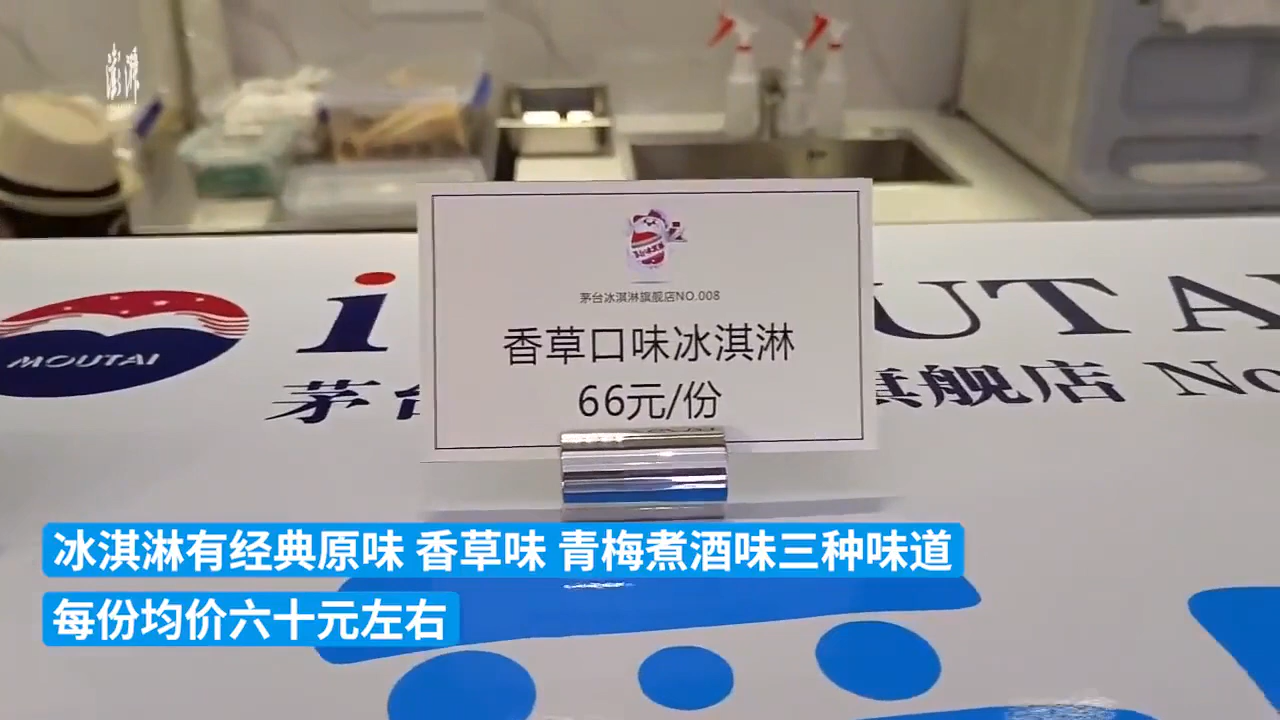 澎湃
茅台冰淇淋旗舰店NO.008
香草口味冰淇淋
66元/份
MOUTAI
i
UTA
茅台
旗舰店 No
冰淇淋有经典原味 香草味 青梅煮酒味三种味道
每份均价六十元左右